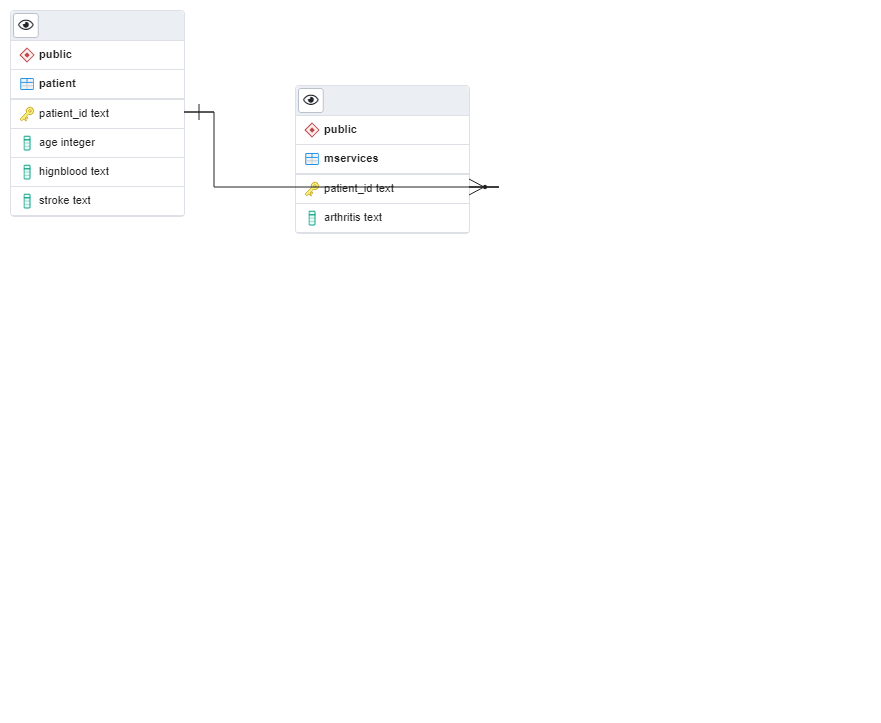 public
patient
patient_id text
age integer
hignblood text
stroke text
public
mservices
patient_id text
arthritis text